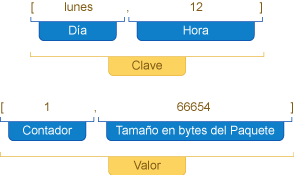 [ lunes , 12 ]
Día Hora
Clave
[ 1 , 66654 ]
Contador Tamaño en bytes del Paquete
Valor